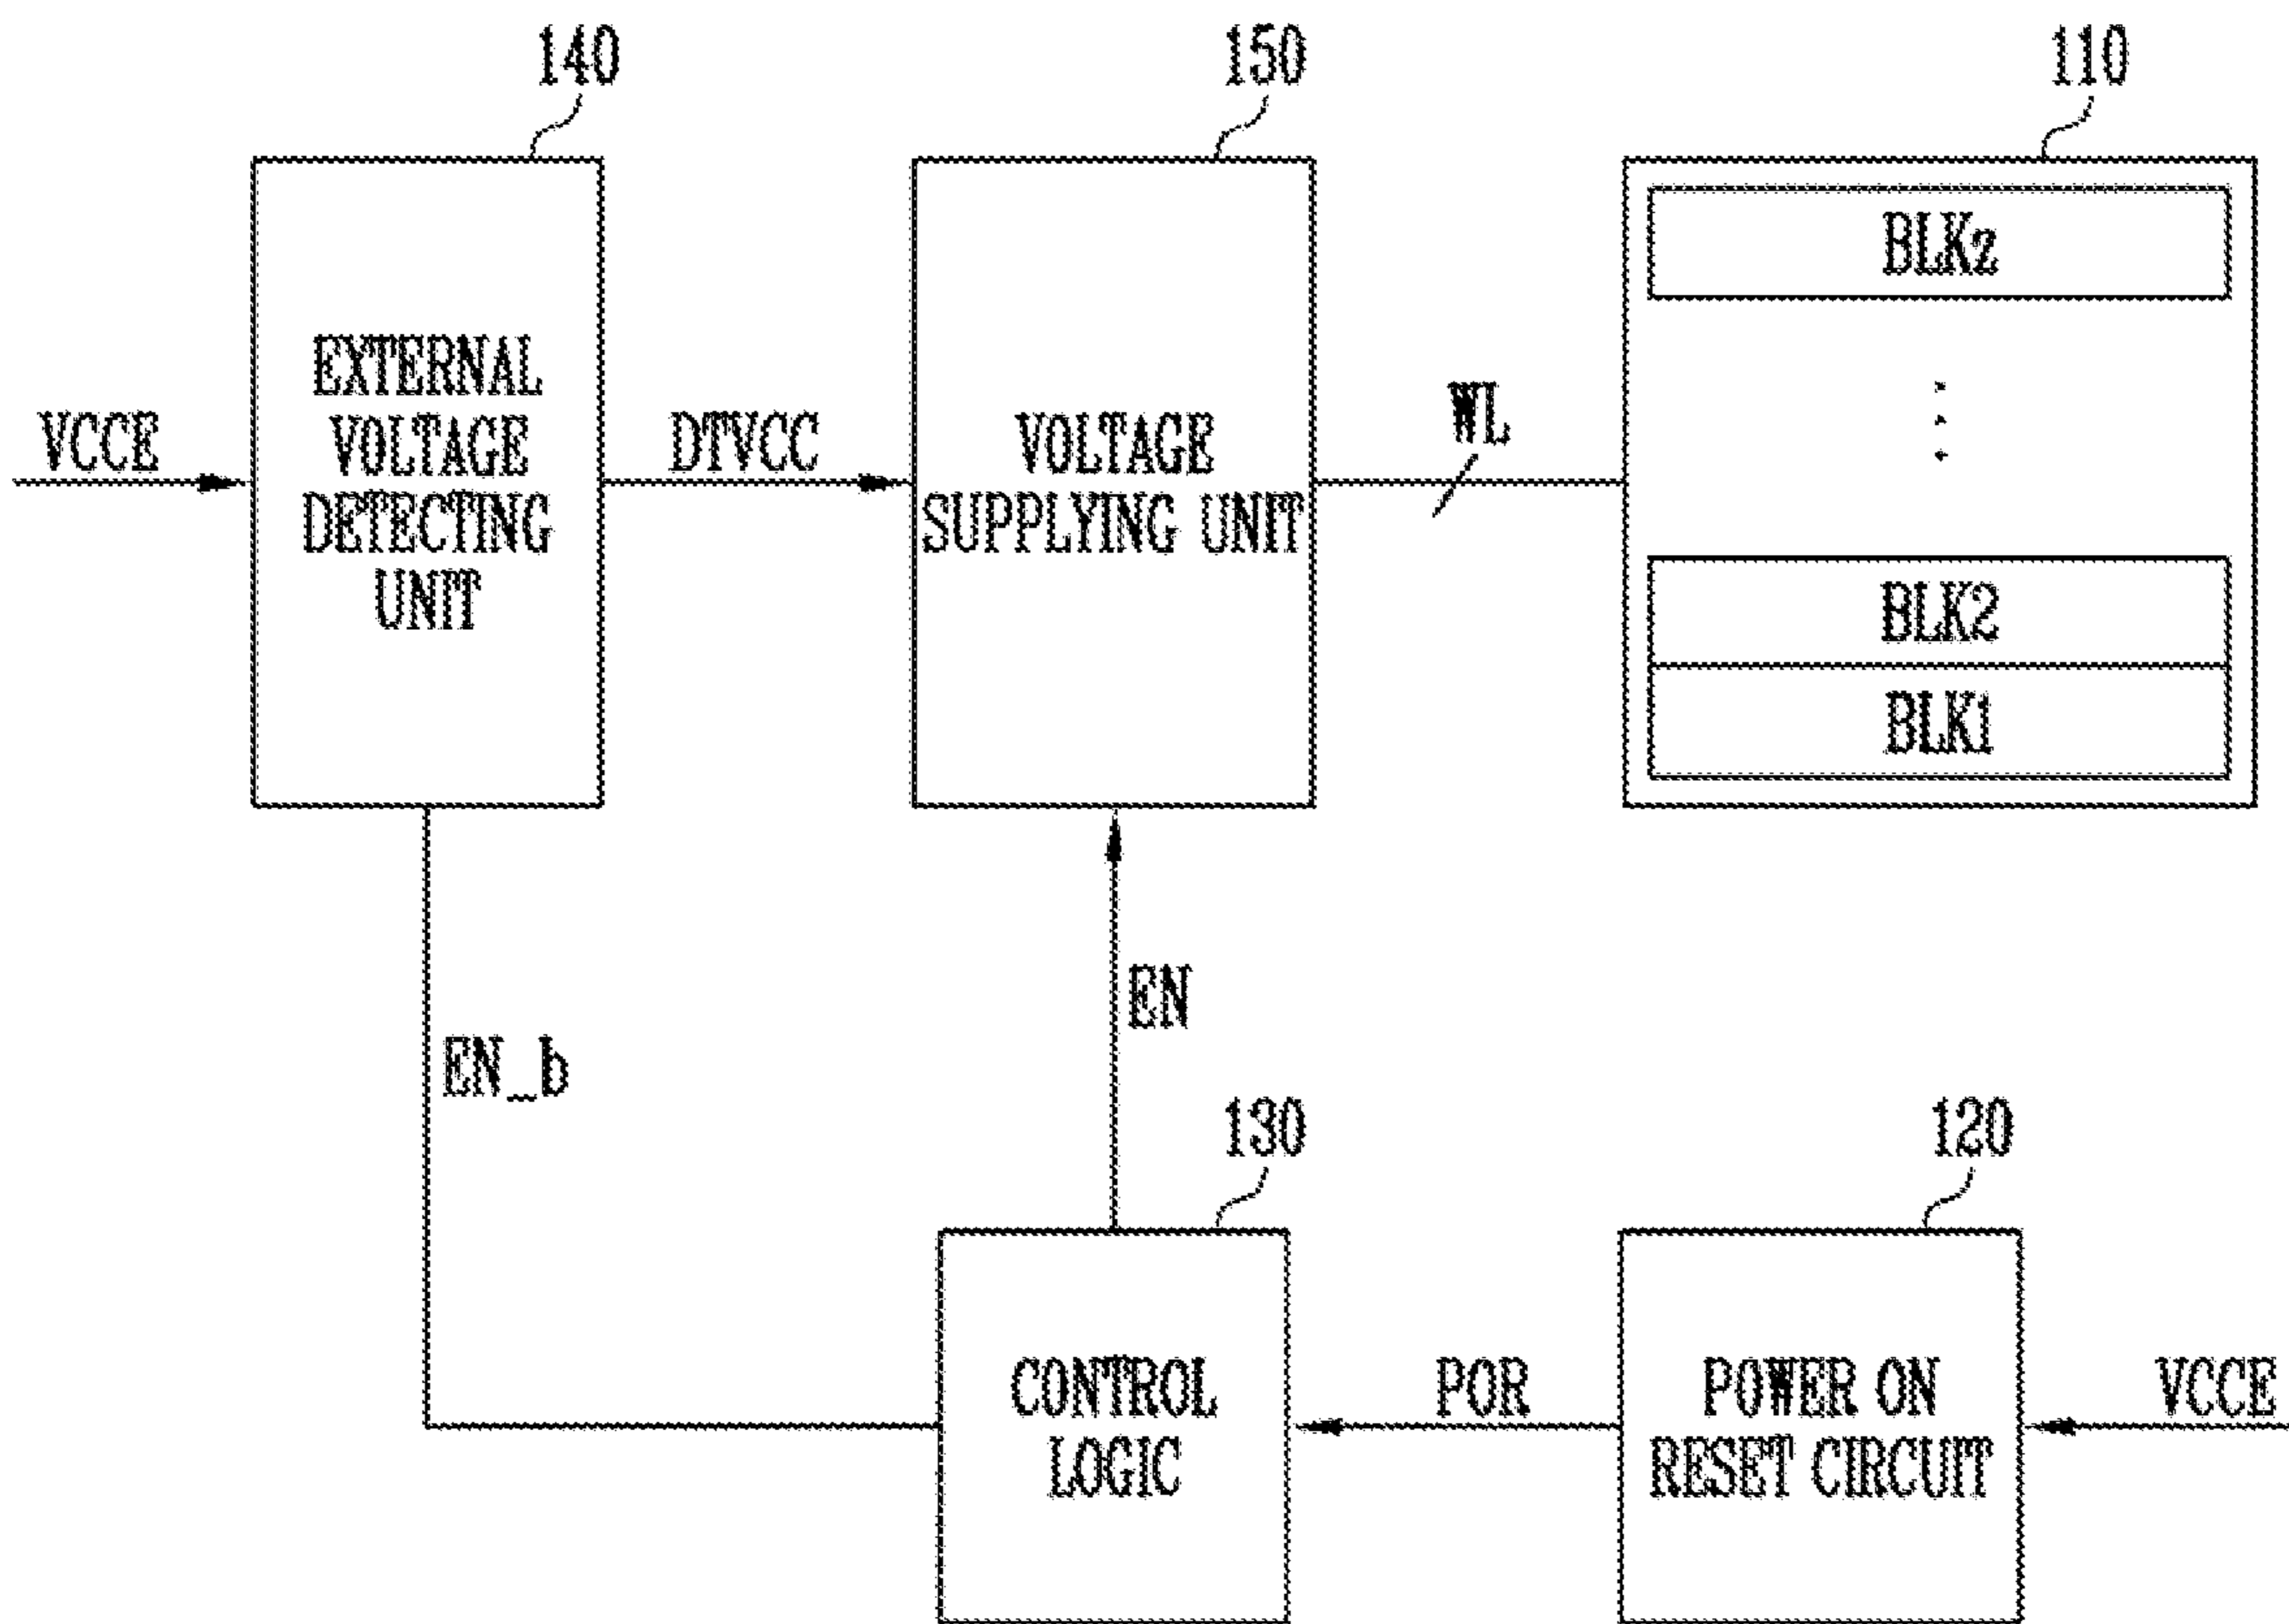 140
150
110
EXTERNAL
VOLTAGE
DETECTING
UNIT
VCCE
DTVCC
VOLTAGE
SUPPLYING UNIT
WL
BLKz
BLK2
BLK1
EN
EN_b
130
120
CONTROL
LOGIC
POR
POWER ON
RESET CIRCUIT
VCCE